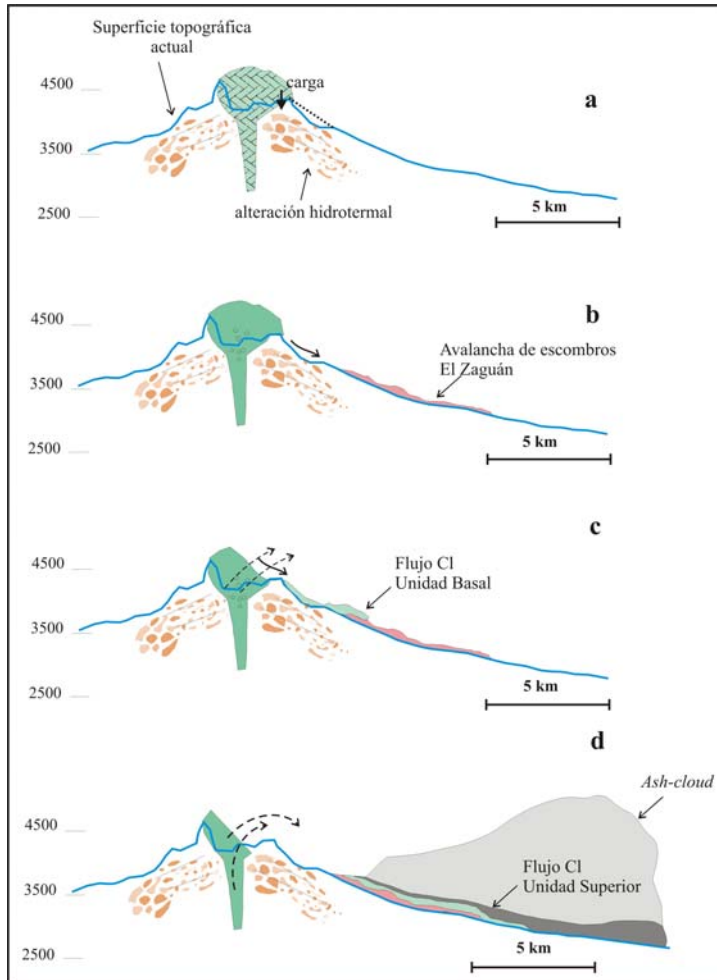 Superficie topográfica
actual
carga
a
4500
3500
2500
alteración hidrotermal
5 km
b
4500
3500
2500
Avalancha de escombros
El Zaguán
5 km
c
4500
3500
2500
Flujo Cl
Unidad Basal
5 km
d
Ash-cloud
4500
3500
2500
Flujo Cl
Unidad Superior
5 km